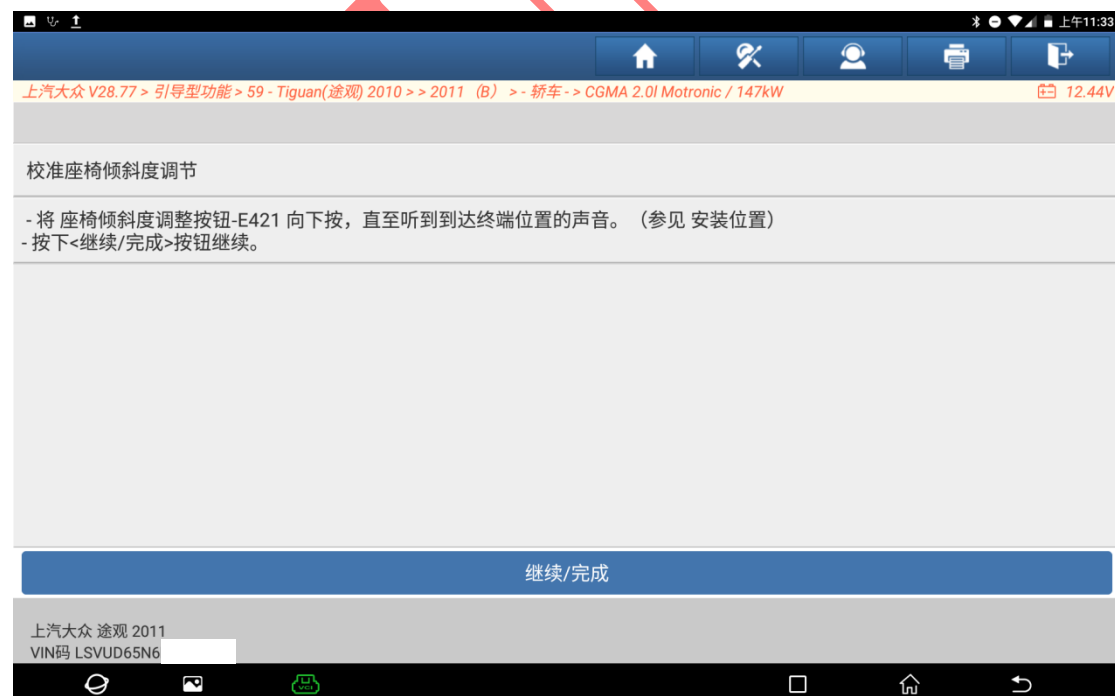 上午11:33
上汽大众 V28.77 > 引导型功能 > 59 - Tiguan(途观) 2010 > > 2011（B） > - 轿车 - > CGMA 2.0l Motronic / 147kW 12.44V
校准座椅倾斜度调节
- 将 座椅倾斜度调整按钮-E421 向下按，直至听到到达终端位置的声音。（参见 安装位置）
- 按下<继续/完成>按钮继续。
继续/完成
上汽大众 途观 2011
VIN码 LSVUD65N6
VCI